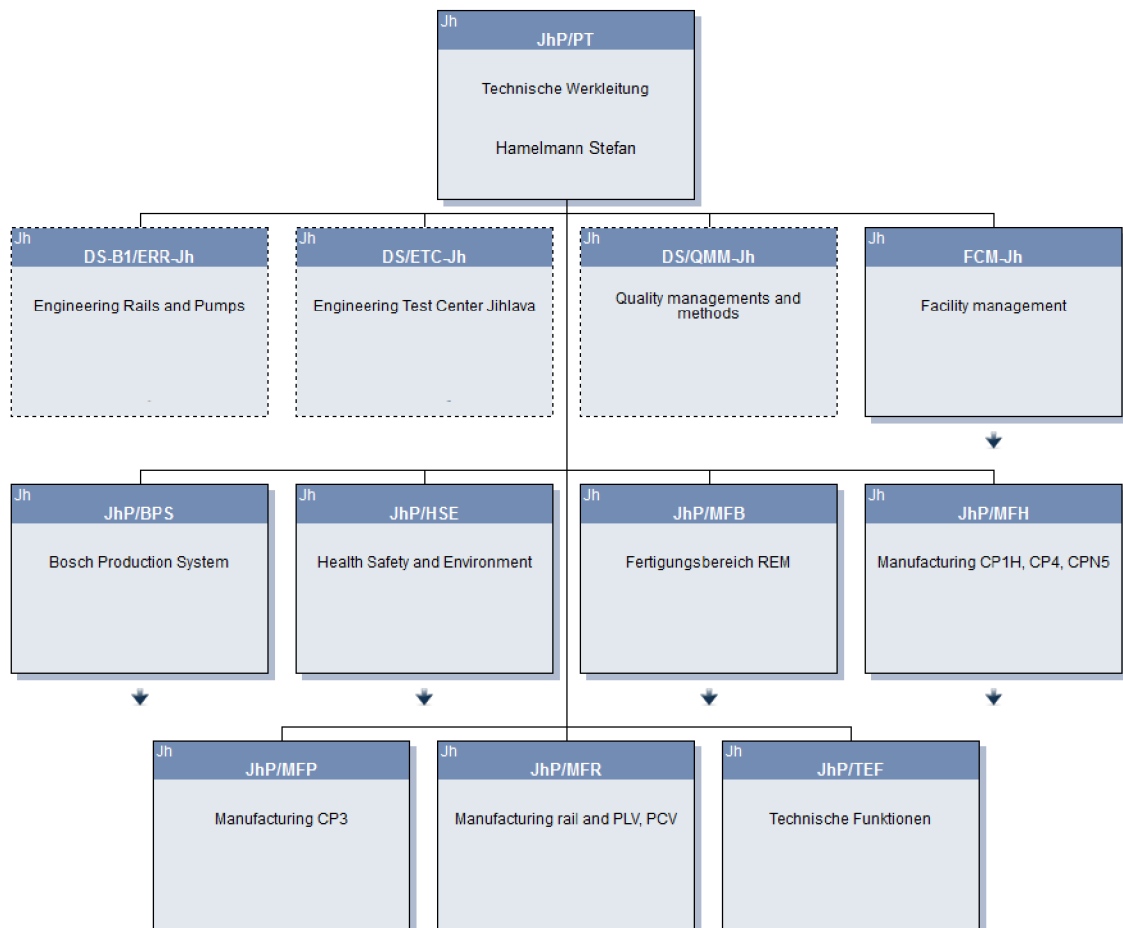 Jh
JhP/PT
Technische Werkleitung
Hamelmann Stefan
Jh
DS-B1/ERR-Jh
Engineering Rails and Pumps
Jh
DS/ETC-Jh
Engineering Test Center Jihlava
Jh
DS/QMM-Jh
Quality managements and
methods
Jh
FCM-Jh
Facility management
Jh
JhP/BPS
Bosch Production System
Jh
JhP/HSE
Health Safety and Environment
Jh
JhP/MFB
Fertigungsbereich REM
Jh
JhP/MFH
Manufacturing CP1H, CP4, CPN5
Jh
JhP/MFP
Manufacturing CP3
Jh
JhP/MFR
Manufacturing rail and PLV, PCV
Jh
JhP/TEF
Technische Funktionen